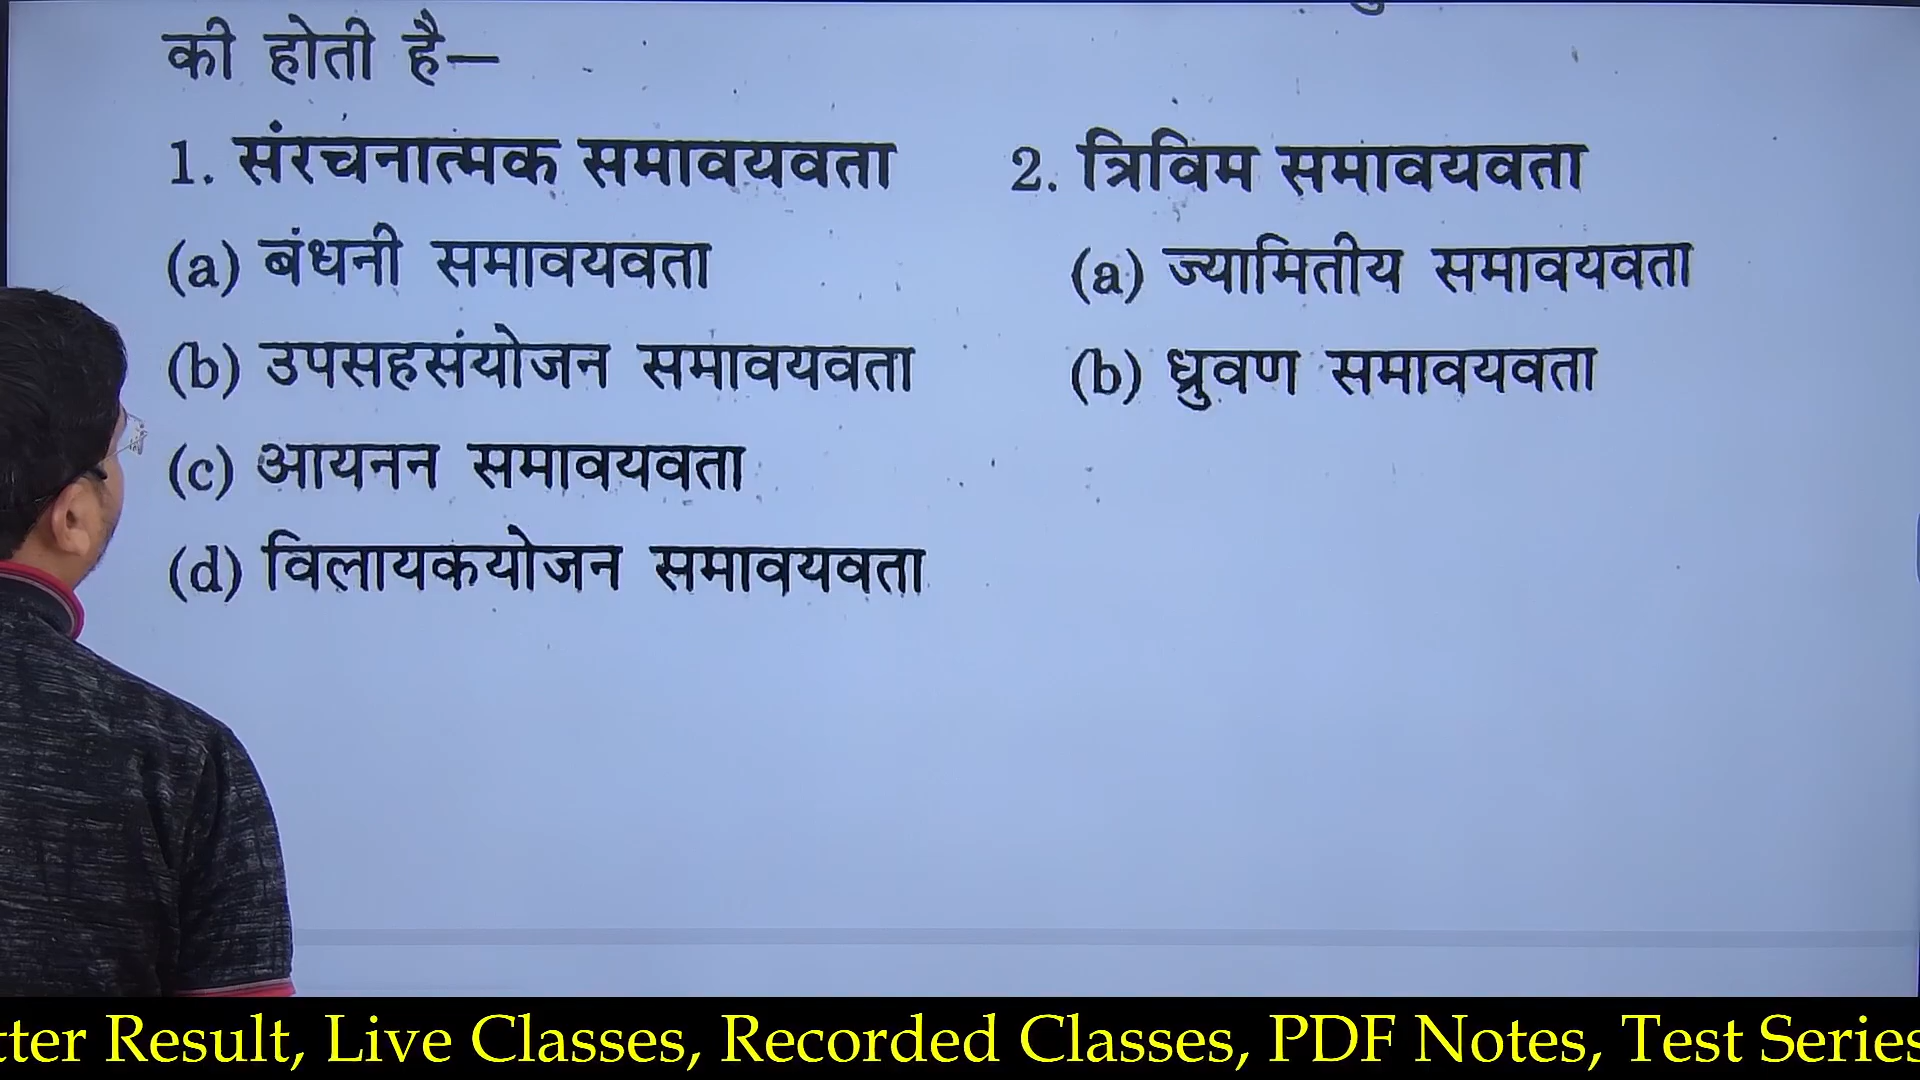 की होती है—
1. संरचनात्मक समावयवता
2. त्रिविम समावयवता
(a) बंधनी समावयवता
(a) ज्यामितीय समावयवता
(b) उपसहसंयोजन समावयवता
(b) ध्रुवण समावयवता
(c) आयनन समावयवता
(d) विलायकयोजन समावयवता
tter Result, Live Classes, Recorded Classes, PDF Notes, Test Series